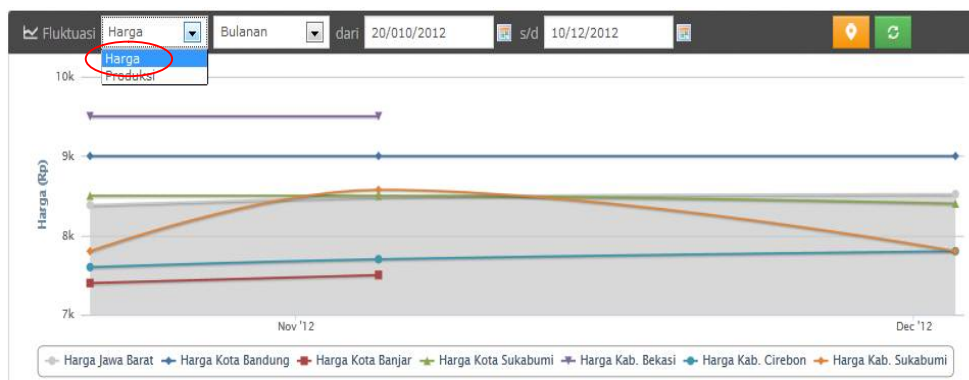 Fluktuasi Harga Bulanan dari 20/010/2012 s/d 10/12/2012
Harga
Produksi
10k
9k
8k
7k
Harga (Rp)
Nov '12 Dec '12
Harga Jawa Barat Harga Kota Bandung Harga Kota Banjar Harga Kota Sukabumi Harga Kab. Bekasi Harga Kab. Cirebon Harga Kab. Sukabumi